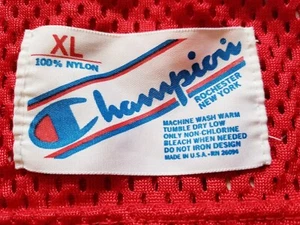 XL
100% NYLON
Champion
ROCHESTER
NEW YORK
MACHINE WASH WARM
TUMBLE DRY LOW
ONLY NON-CHLORINE
BLEACH WHEN NEEDED
DO NOT IRON DESIGN
MADE IN U.S.A. - RN 26094